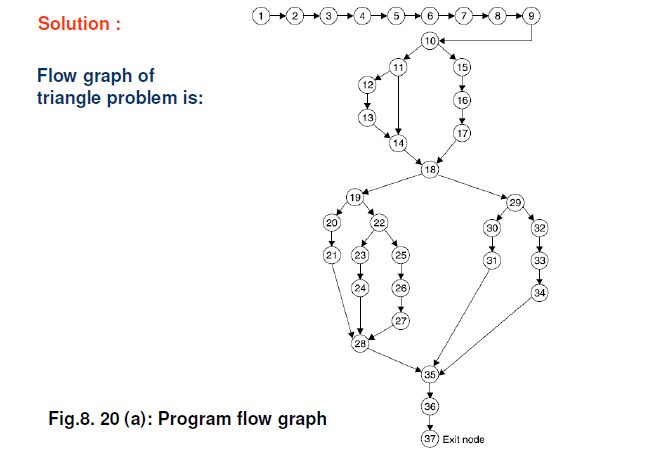 Solution :
1 2 3 4 5 6 7 8 9
10
Flow graph of
triangle problem is:
11 15
12
16
13
17
14
18
19
29
20 22 30 32
21 23 25 31 33
24 26 34
27
28
35
36
Fig.8. 20 (a): Program flow graph
37 Exit node